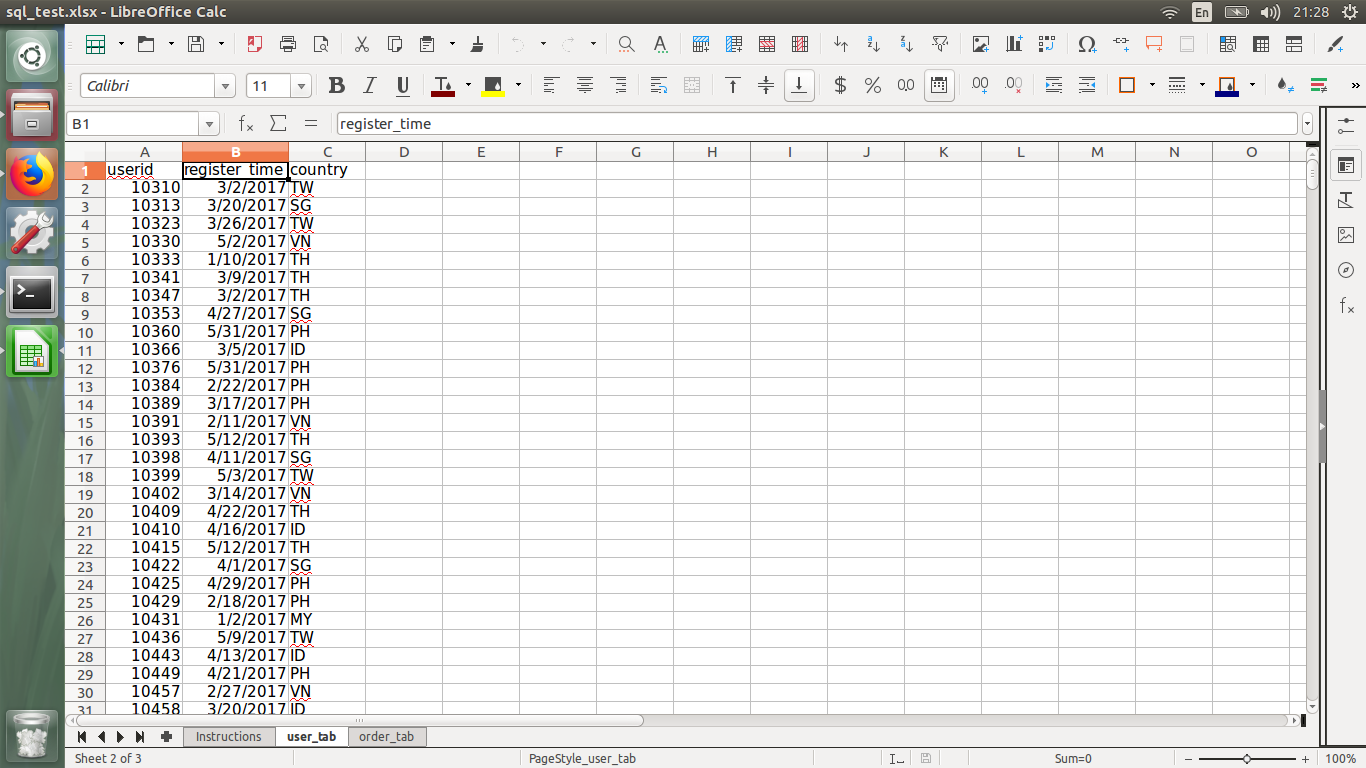 sql_test.xlsx - LibreOffice Calc En 21:28
Calibri 11
B1 register_time
A B C D E F G H I J K L M N O
1 userid register_time country
2 10310 3/2/2017 TW
3 10313 3/20/2017 SG
4 10323 3/26/2017 TW
5 10330 5/2/2017 VN
6 10333 1/10/2017 TH
7 10341 3/9/2017 TH
8 10347 3/2/2017 TH
9 10353 4/27/2017 SG
10 10360 5/31/2017 PH
11 10366 3/5/2017 ID
12 10376 5/31/2017 PH
13 10384 2/22/2017 PH
14 10389 3/17/2017 PH
15 10391 2/11/2017 VN
16 10393 5/12/2017 TH
17 10398 4/11/2017 SG
18 10399 5/3/2017 TW
19 10402 3/14/2017 VN
20 10409 4/22/2017 TH
21 10410 4/16/2017 ID
22 10415 5/12/2017 TH
23 10422 4/1/2017 SG
24 10425 4/29/2017 PH
25 10429 2/18/2017 PH
26 10431 1/2/2017 MY
27 10436 5/9/2017 TW
28 10443 4/13/2017 ID
29 10449 4/21/2017 PH
30 10457 2/27/2017 VN
31 10458 3/20/2017 ID
Instructions user_tab order_tab
Sheet 2 of 3 PageStyle_user_tab Sum=0 100%